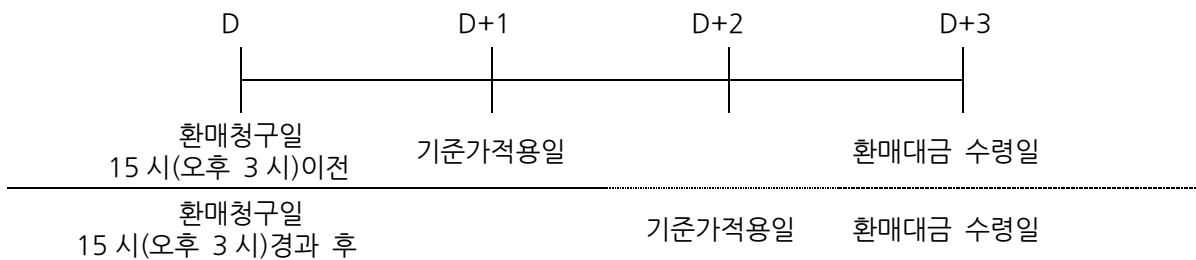 D D+1 D+2 D+3
환매청구일
15 시(오후 3 시)이전 기준가적용일 환매대금 수령일
환매청구일
15 시(오후 3 시)경과 후 기준가적용일 환매대금 수령일